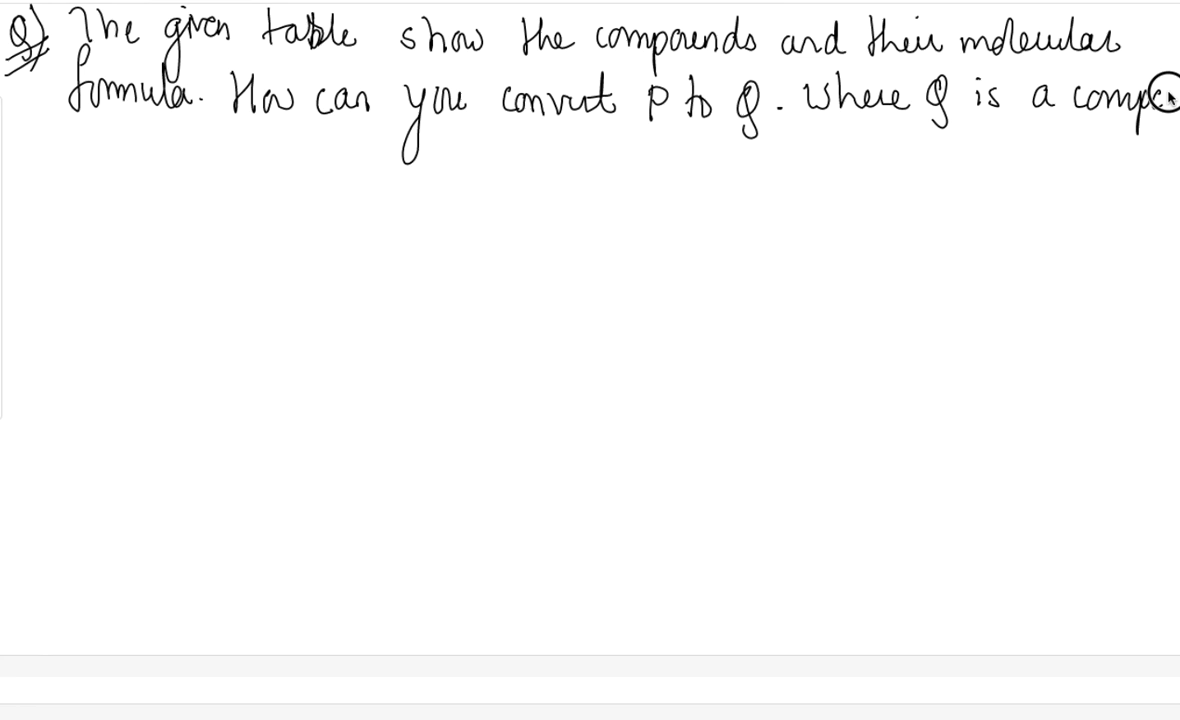 Q) The given table show the compounds and their molecular
formula. How can you convert P to Q. Where Q is a comp